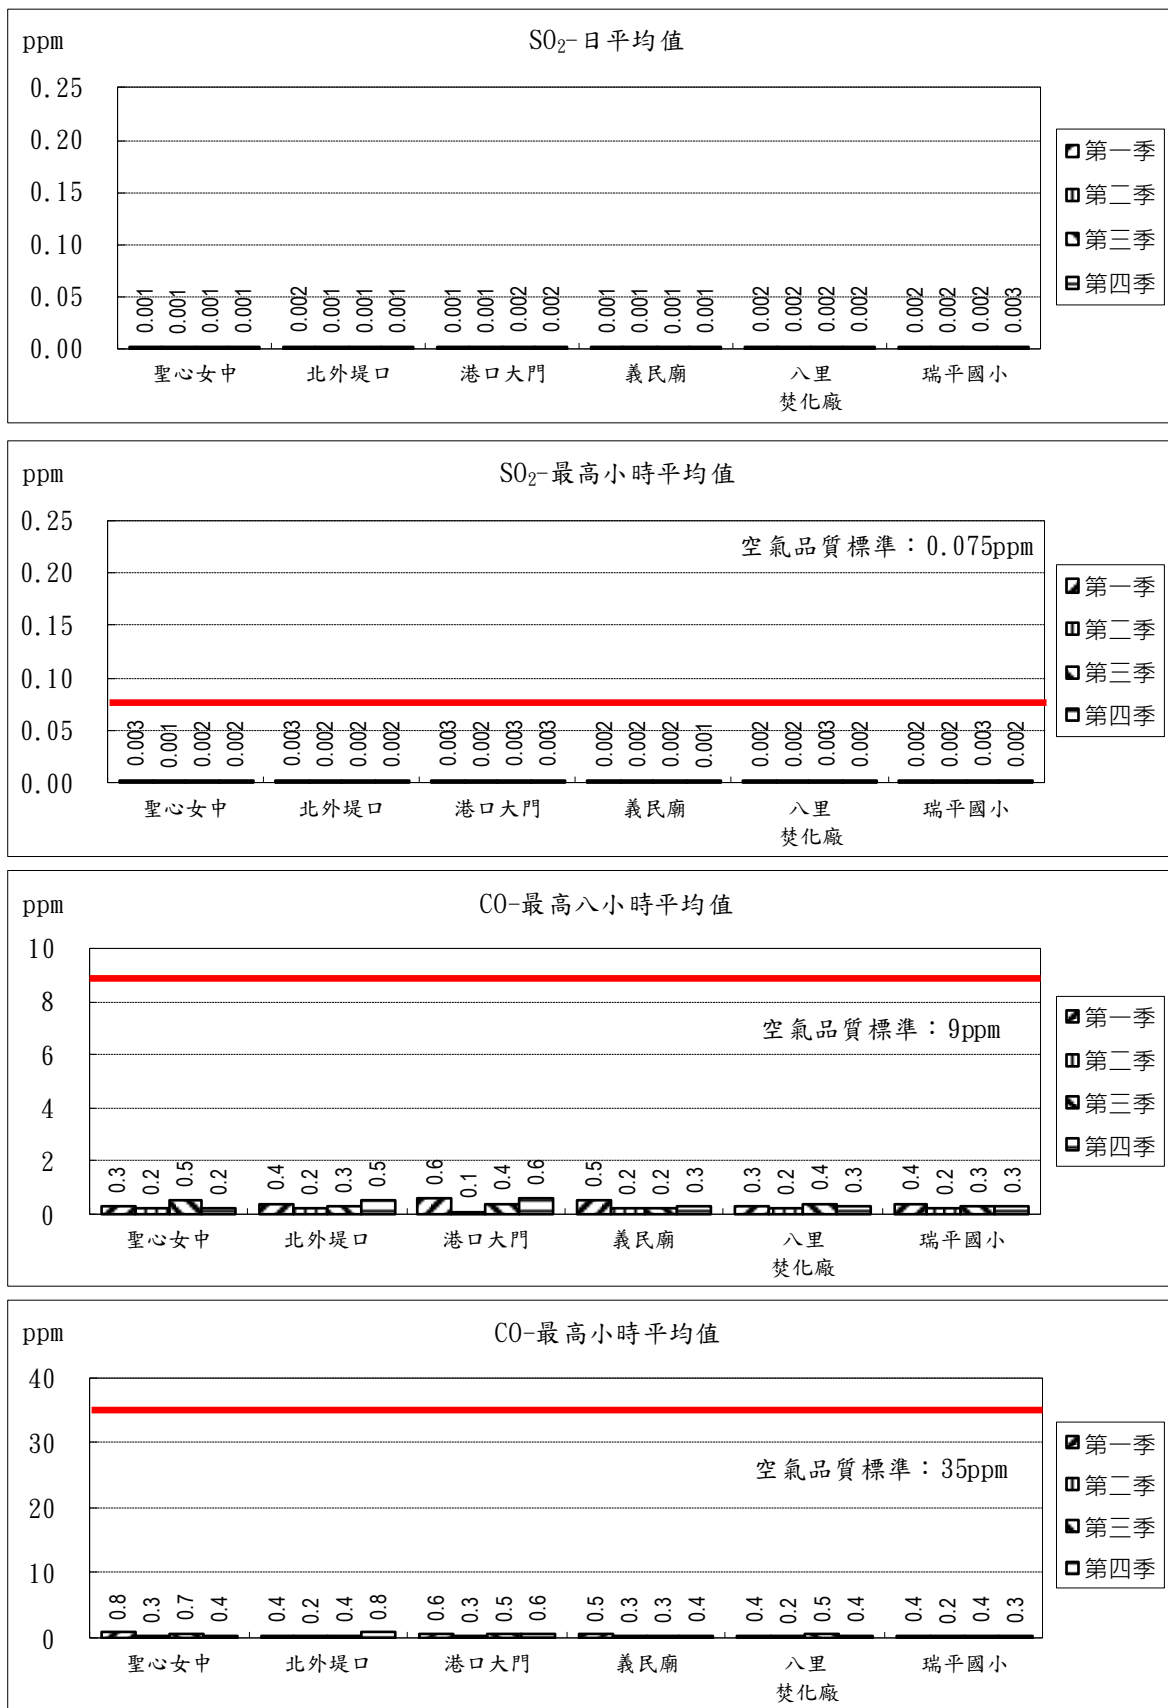 ppm
SO₂-日平均值
0.25
0.20
0.15
0.10
0.05
0.00
0.001 0.001 0.001 0.001 0.002 0.001 0.001 0.001 0.001 0.001 0.002 0.002 0.001 0.001 0.001 0.001 0.002 0.002 0.002 0.002 0.002 0.002 0.002 0.003
聖心女中 北外堤口 港口大門 義民廟 八里 瑞平國小
焚化廠
第一季
第二季
第三季
第四季
ppm
SO₂-最高小時平均值
空氣品質標準：0.075ppm
0.25
0.20
0.15
0.10
0.05
0.00
0.003 0.001 0.002 0.002 0.003 0.002 0.002 0.002 0.003 0.002 0.003 0.003 0.002 0.002 0.002 0.001 0.002 0.002 0.003 0.002 0.002 0.002 0.003 0.002
聖心女中 北外堤口 港口大門 義民廟 八里 瑞平國小
焚化廠
第一季
第二季
第三季
第四季
ppm
CO-最高八小時平均值
空氣品質標準：9ppm
10
8
6
4
2
0
0.3 0.2 0.5 0.2 0.4 0.2 0.3 0.5 0.6 0.1 0.4 0.6 0.5 0.2 0.2 0.3 0.3 0.2 0.4 0.3 0.4 0.2 0.3 0.3
聖心女中 北外堤口 港口大門 義民廟 八里 瑞平國小
焚化廠
第一季
第二季
第三季
第四季
ppm
CO-最高小時平均值
空氣品質標準：35ppm
40
30
20
10
0
0.8 0.3 0.7 0.4 0.4 0.2 0.4 0.8 0.6 0.3 0.5 0.6 0.5 0.3 0.3 0.4 0.4 0.2 0.5 0.4 0.4 0.2 0.4 0.3
聖心女中 北外堤口 港口大門 義民廟 八里 瑞平國小
焚化廠
第一季
第二季
第三季
第四季